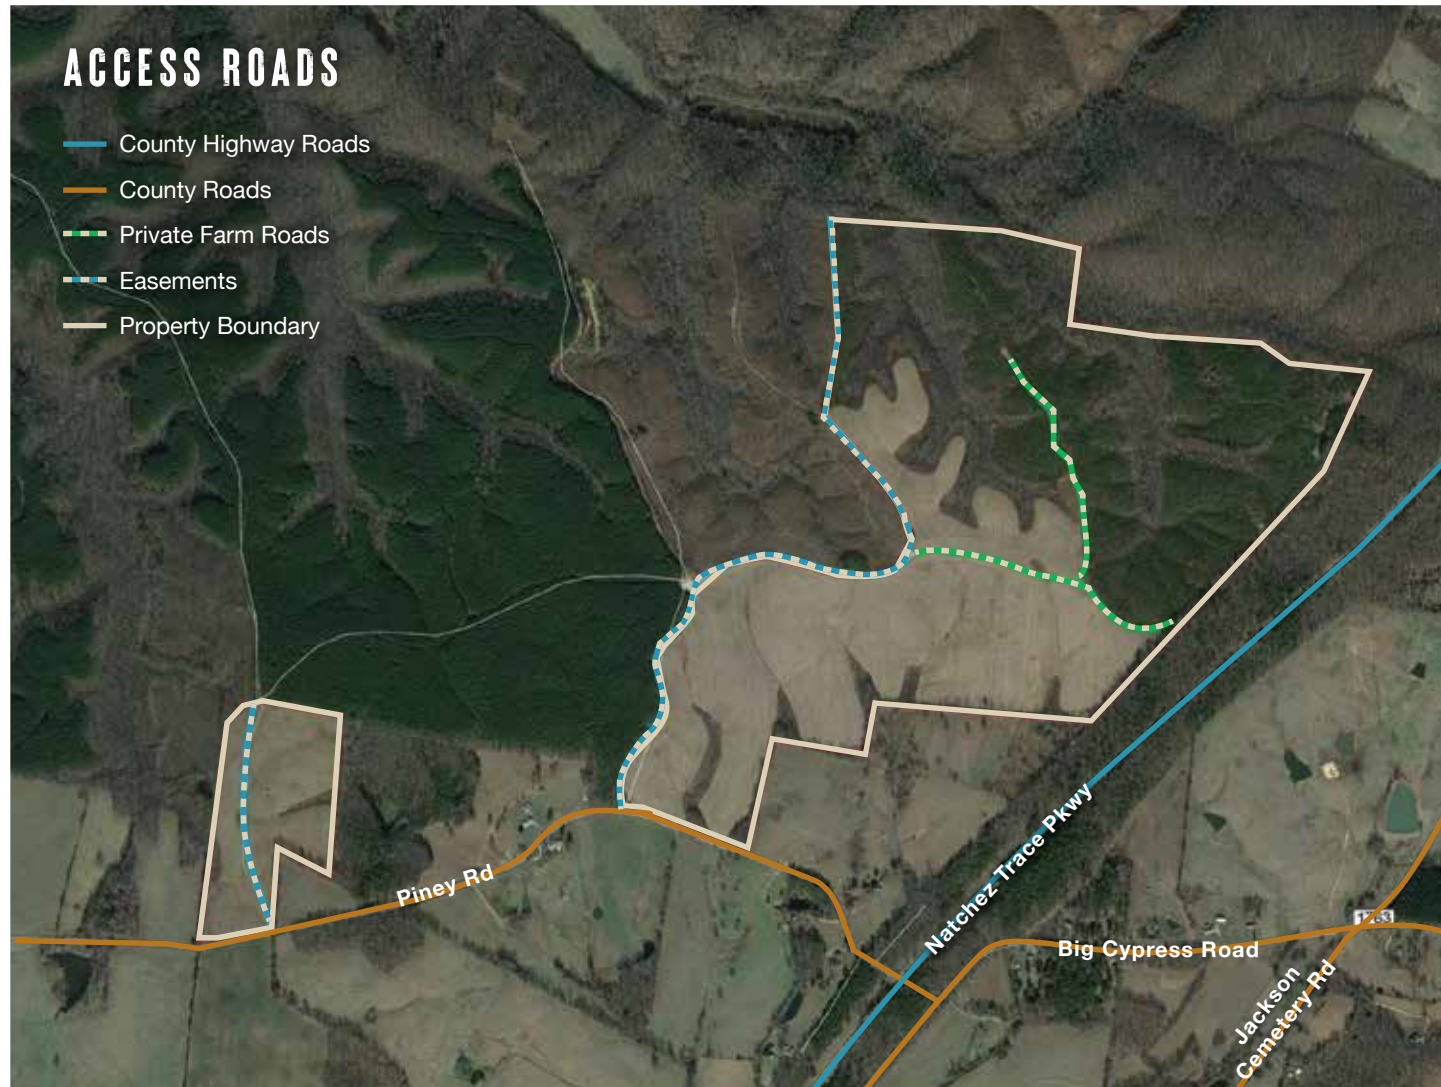 ACCESS ROADS
County Highway Roads
County Roads
Private Farm Roads
Easements
Property Boundary
Piney Rd
Natchez Trace Pkwy
Big Cypress Road
Jackson
Cemetery Rd